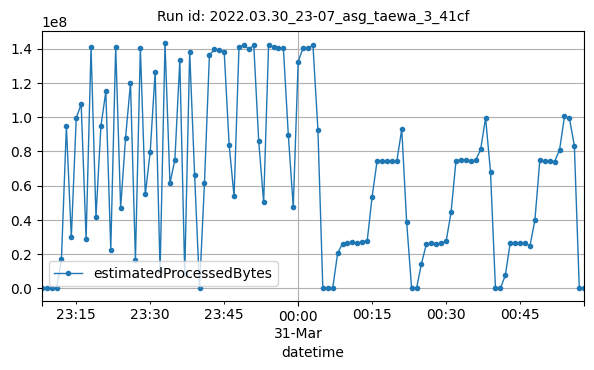 Run id: 2022.03.30_23-07_asg_taewa_3_41cf
1e8
1.4
1.2
1.0
0.8
0.6
0.4
0.2
0.0
estimatedProcessedBytes
23:15 23:30 23:45 00:00 00:15 00:30 00:45
31-Mar
datetime